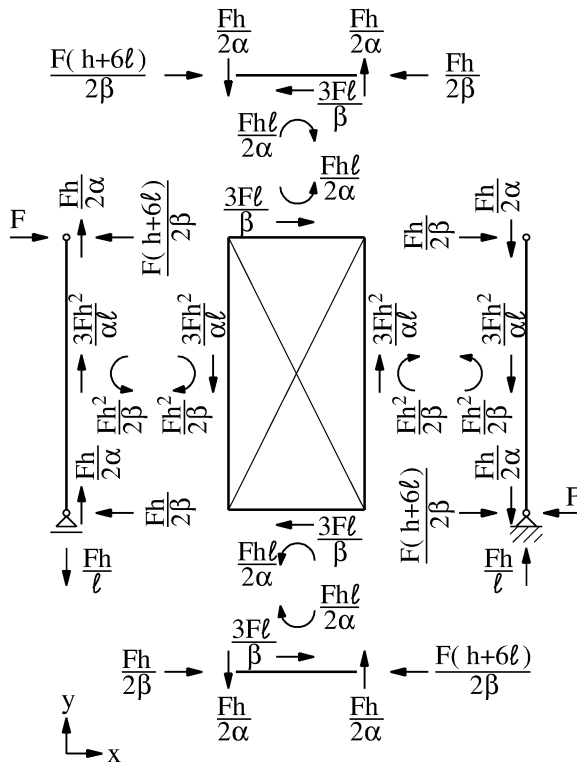 Fh/2α Fh/2α
F( h+6ℓ)/2β 3Fℓ/β Fh/2β
Fhℓ/2α
Fhℓ/2α
F Fh/2α F( h+6ℓ)/2β 3Fℓ/β Fh/2β Fh/2α
3Fh²/αℓ 3Fh²/αℓ 3Fh²/αℓ 3Fh²/αℓ
Fh²/2β Fh²/2β Fh²/2β Fh²/2β
Fh/2α Fh/2β F( h+6ℓ)/2β Fh/2α F
3Fℓ/β
Fh/ℓ Fhℓ/2α Fh/ℓ
Fhℓ/2α
Fh/2β 3Fℓ/β F( h+6ℓ)/2β
Fh/2α Fh/2α
y
x